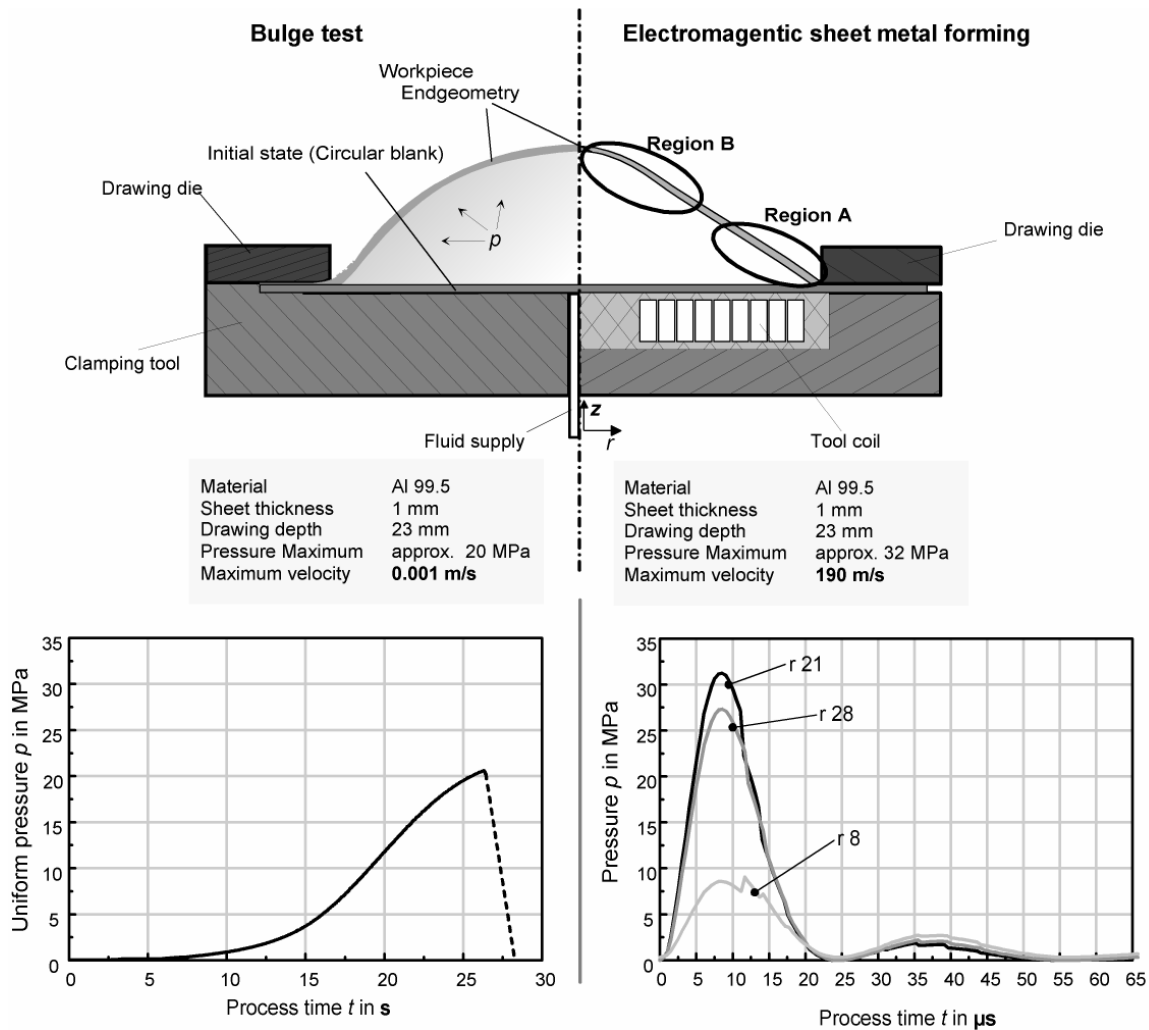 Bulge test
Electromagentic sheet metal forming
Workpiece
Endgeometry
Region B
Initial state (Circular blank)
Drawing die
Region A
Drawing die
p
Clamping tool
z
r
Fluid supply
Tool coil
Material Al 99.5
Sheet thickness 1 mm
Drawing depth 23 mm
Pressure Maximum approx. 20 MPa
Maximum velocity 0.001 m/s
Material Al 99.5
Sheet thickness 1 mm
Drawing depth 23 mm
Pressure Maximum approx. 32 MPa
Maximum velocity 190 m/s
Uniform pressure p in MPa
35
30
25
20
15
10
5
0
0 5 10 15 20 25 30
Process time t in s
Pressure p in MPa
35
30
25
20
15
10
5
0
r 21
r 28
r 8
0 5 10 15 20 25 30 35 40 45 50 55 60 65
Process time t in µs